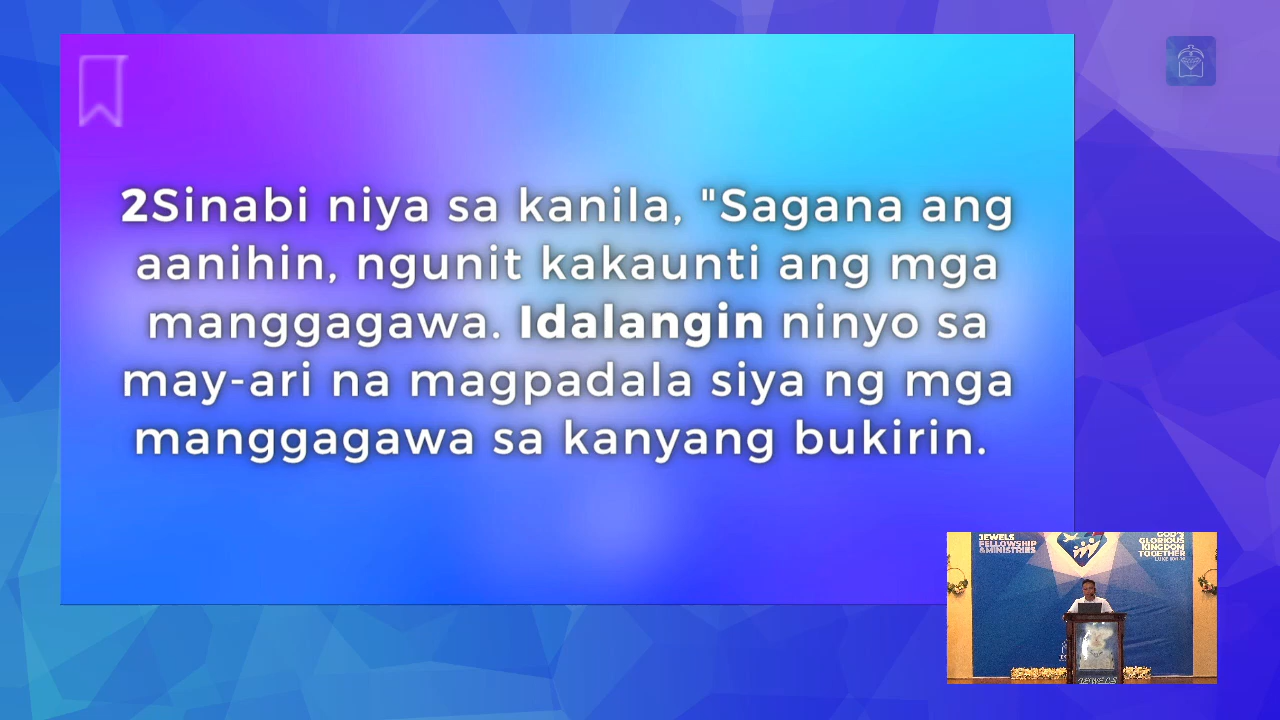 2Sinabi niya sa kanila, "Sagana ang
aanihin, ngunit kakaunti ang mga
manggagawa. Idalangin ninyo sa
may-ari na magpadala siya ng mga
manggagawa sa kanyang bukirin.
JEWELS
FELLOWSHIP
& MINISTRIES
GOD'S
GLORIOUS
KINGDOM
TOGETHER
JEWELS